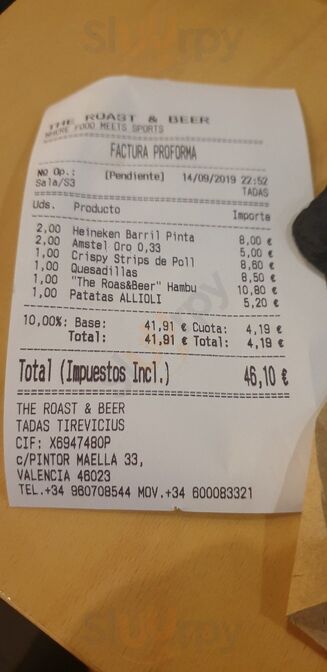 Sluurpy
THE ROAST & BEER
WHERE FOOD MEETS SPORTS
FACTURA PROFORMA
No Op.: [Pendiente] 14/09/2019 22:52
Sala/S3 TADAS
Uds. Producto Importe
2,00 Heineken Barril Pinta 8,00 €
2,00 Amstel Oro 0,33 5,00 €
1,00 Crispy Strips de Poll 8,60 €
1,00 Quesadillas 8,50 €
1,00 "The Roas&Beer" Hambu 10,80 €
1,00 Patatas ALLIOLI 5,20 €
10,00%: Base: 41,91 € Cuota: 4,19 €
Total: 41,91 € Total: 4,19 €
Total (Impuestos Incl.) 46,10 €
THE ROAST & BEER
TADAS TIREVICIUS
CIF: X6947480P
c/PINTOR MAELLA 33,
VALENCIA 46023
TEL.+34 960708544 MOV.+34 600083321
Sluurpy